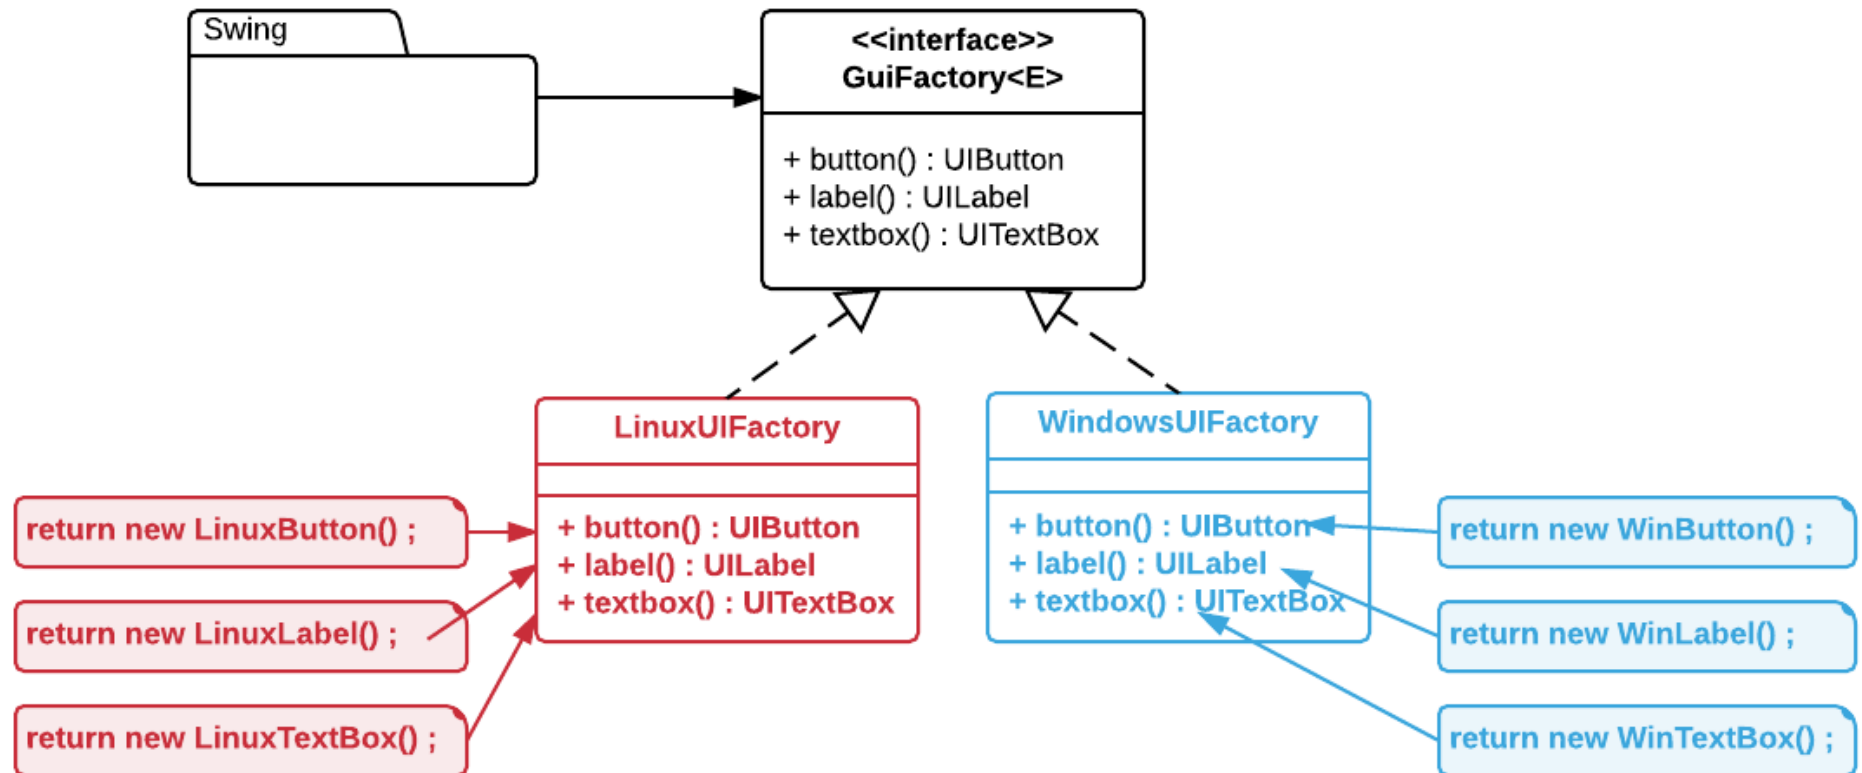 Swing
<<interface>>
GuiFactory<E>
+ button() : UIButton
+ label() : UILabel
+ textbox() : UITextBox
LinuxUIFactory
+ button() : UIButton
+ label() : UILabel
+ textbox() : UITextBox
return new LinuxButton() ;
return new LinuxLabel() ;
return new LinuxTextBox() ;
WindowsUIFactory
+ button() : UIButton
+ label() : UILabel
+ textbox() : UITextBox
return new WinButton() ;
return new WinLabel() ;
return new WinTextBox() ;